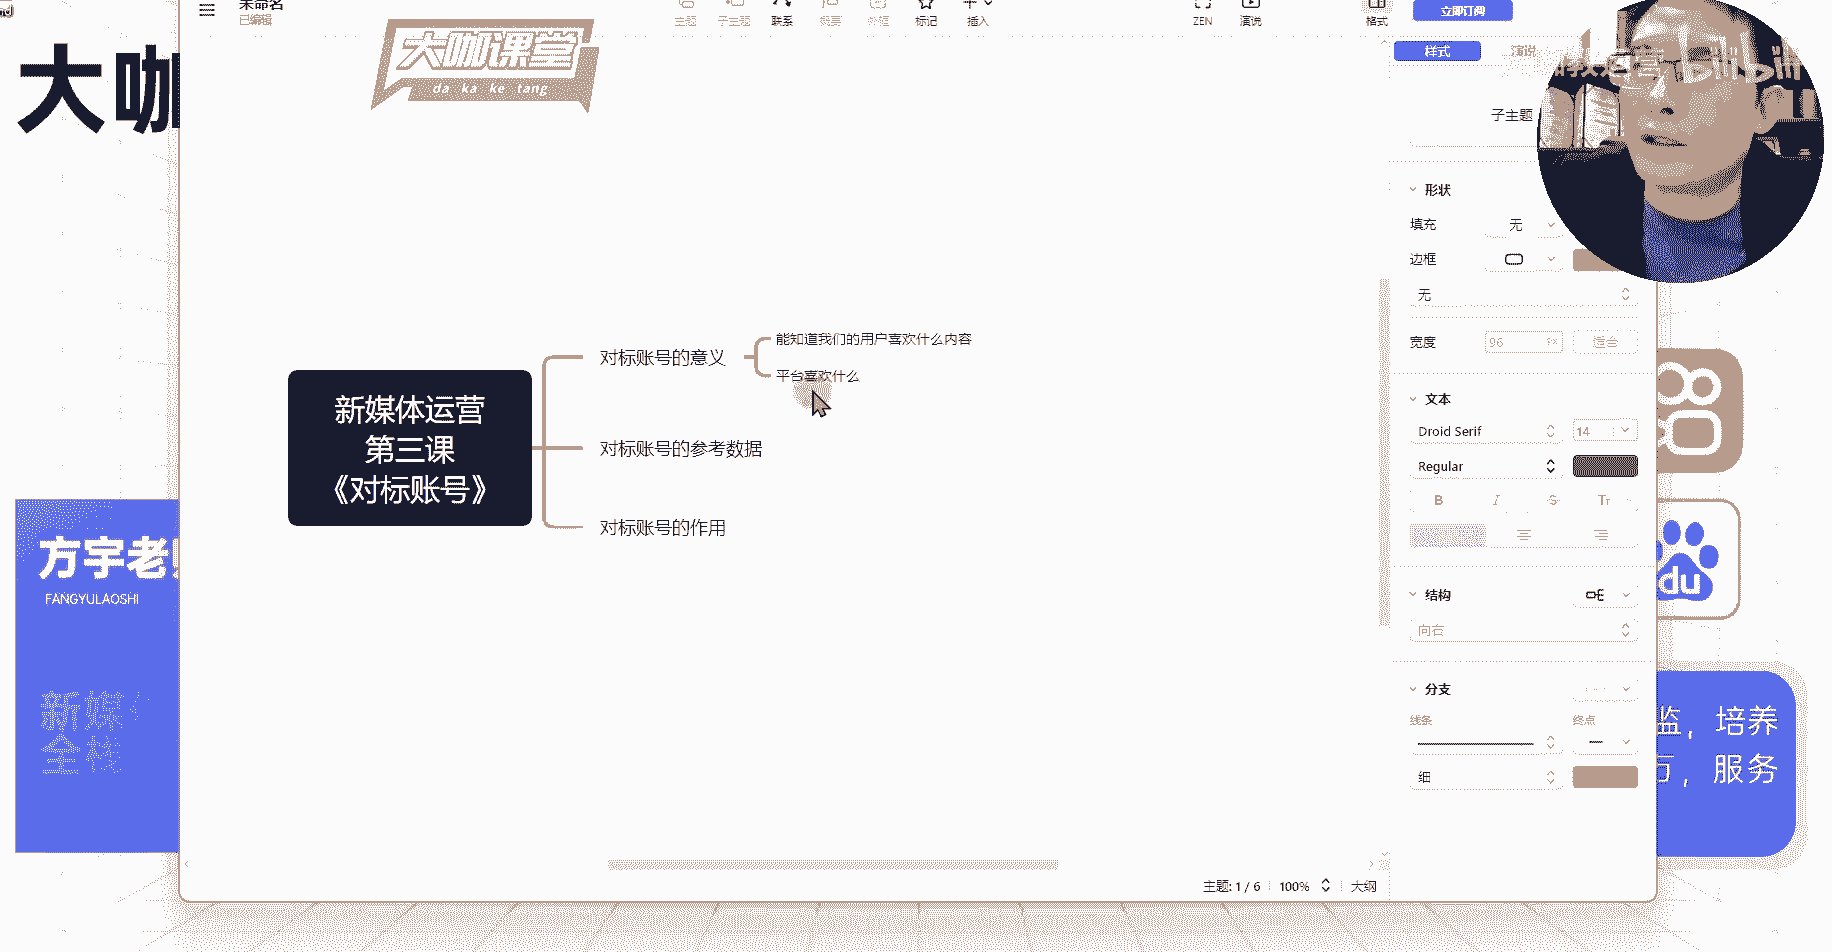 大咖
未命名
已编辑
主题
子主题
联系
概要
外框
标记
插入
ZEN
演说
格式
立即订阅
大咖课堂
da ka ke tang
样式
演说
bilibili
子主题
形状
填充
无
边框
无
宽度
96
px
适合
文本
Droid Serif
14
Regular
B
I
S
Tт
结构
向右
分支
线条
终点
细
新媒体运营
第三课
《对标账号》
对标账号的意义
能知道我们的用户喜欢什么内容
平台喜欢什么
对标账号的参考数据
对标账号的作用
方宇老
FANGYULAOSHI
新媒
全栈
du
，培养
，服务
主题: 1 / 6
100%
大纲